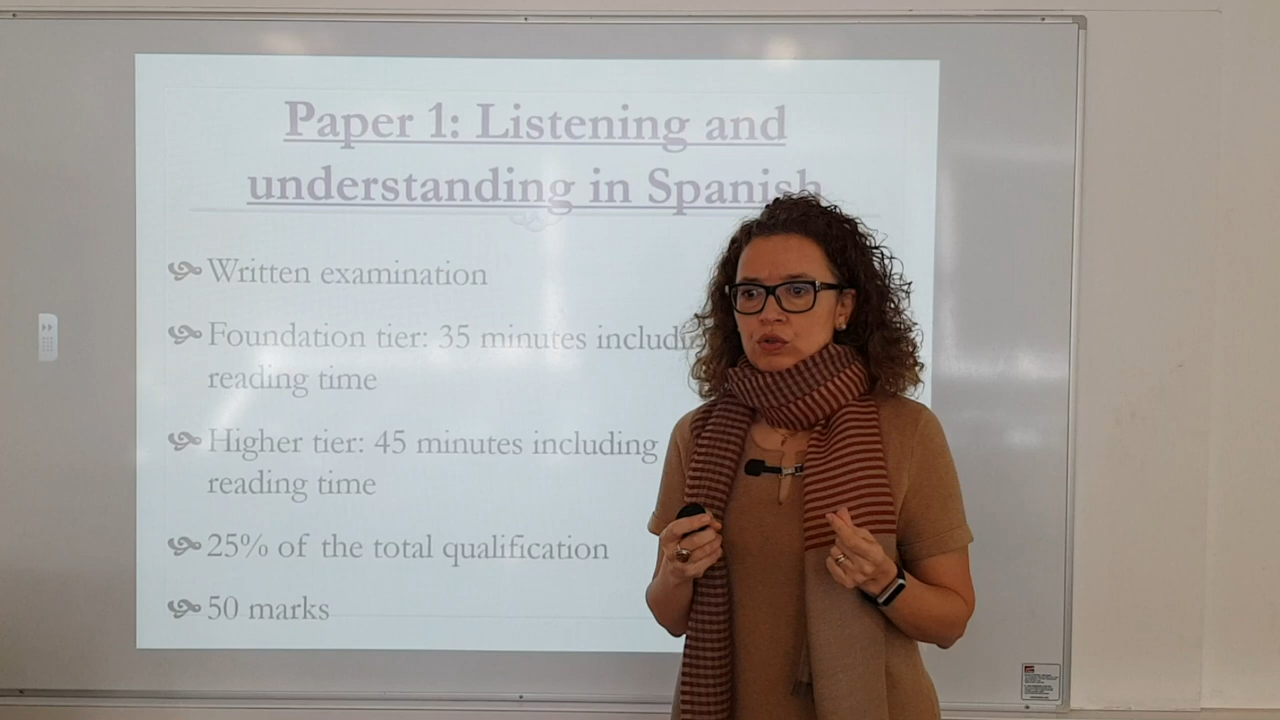 Paper 1: Listening and
understanding in Spanish
Written examination
Foundation tier: 35 minutes includin
reading time
Higher tier: 45 minutes including
reading time
25% of the total qualification
50 marks